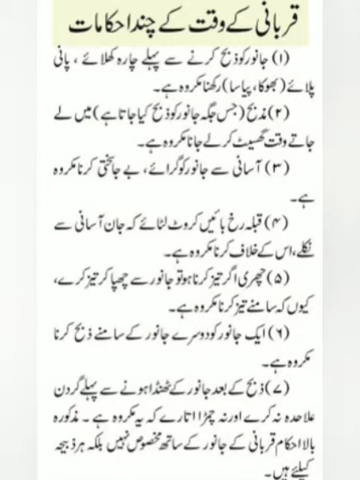 قربانی کے وقت کے چند احکامات
(۱) جانور کو ذبح کرنے سے پہلے چارہ کھلائے، پانی
پلائے (بھوکا، پیاسا) رکھنا مکروہ ہے۔
(۲) مذبح (جس جگہ جانور کو ذبح کیا جاتا ہے) میں لے
جاتے وقت گھسیٹ کر لے جانا مکروہ ہے۔
(۳) آسانی سے جانور کو گرائے، بے جا سختی کرنا مکروہ
ہے۔
(۴) قبلہ رخ بائیں کروٹ لٹائے کہ جان آسانی سے
نکلے، اس کے خلاف کرنا مکروہ ہے۔
(۵) چھری اگر تیز کرنا ہو تو جانور سے چھپا کر تیز کرے،
کیوں کہ سامنے تیز کرنا مکروہ ہے۔
(۶) ایک جانور کو دوسرے جانور کے سامنے ذبح کرنا
مکروہ ہے۔
(۷) ذبح کے بعد جانور کے ٹھنڈا ہونے سے پہلے گردن
علاحدہ نہ کرے اور نہ چمڑا اتارے کہ یہ مکروہ ہے۔ مذکورہ
بالا احکام قربانی کے جانور کے ساتھ مخصوص نہیں بلکہ ہر ذبیحہ
کیلئے ہیں۔